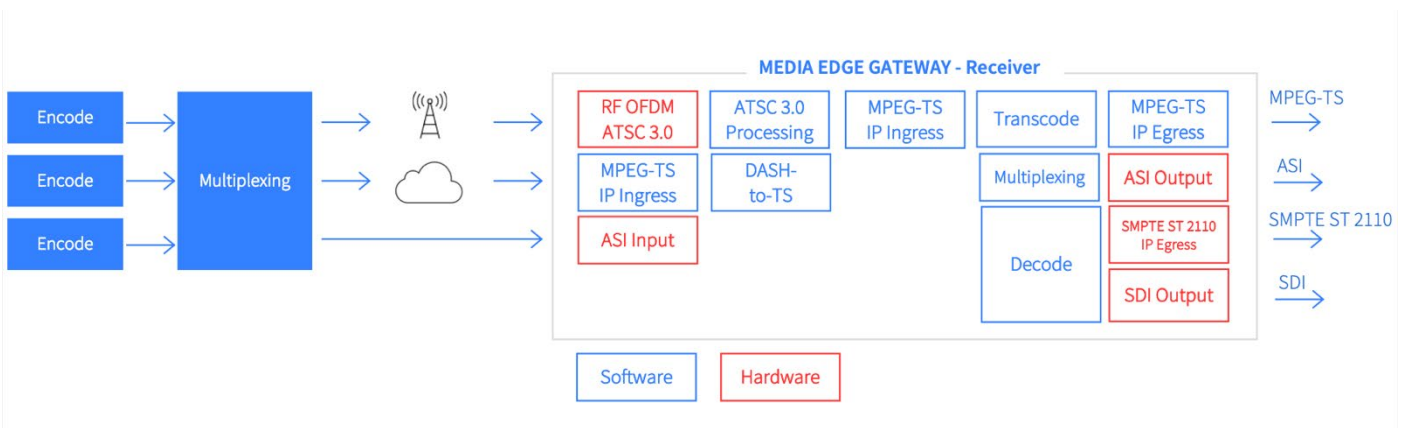 MEDIA EDGE GATEWAY - Receiver
Encode
Encode
Encode
Multiplexing
RF OFDM
ATSC 3.0
ATSC 3.0
Processing
MPEG-TS
IP Ingress
Transcode
MPEG-TS
IP Egress
MPEG-TS
IP Ingress
DASH-
to-TS
Multiplexing
ASI Output
ASI Input
Decode
SMPTE ST 2110
IP Egress
SDI Output
MPEG-TS
ASI
SMPTE ST 2110
SDI
Software
Hardware